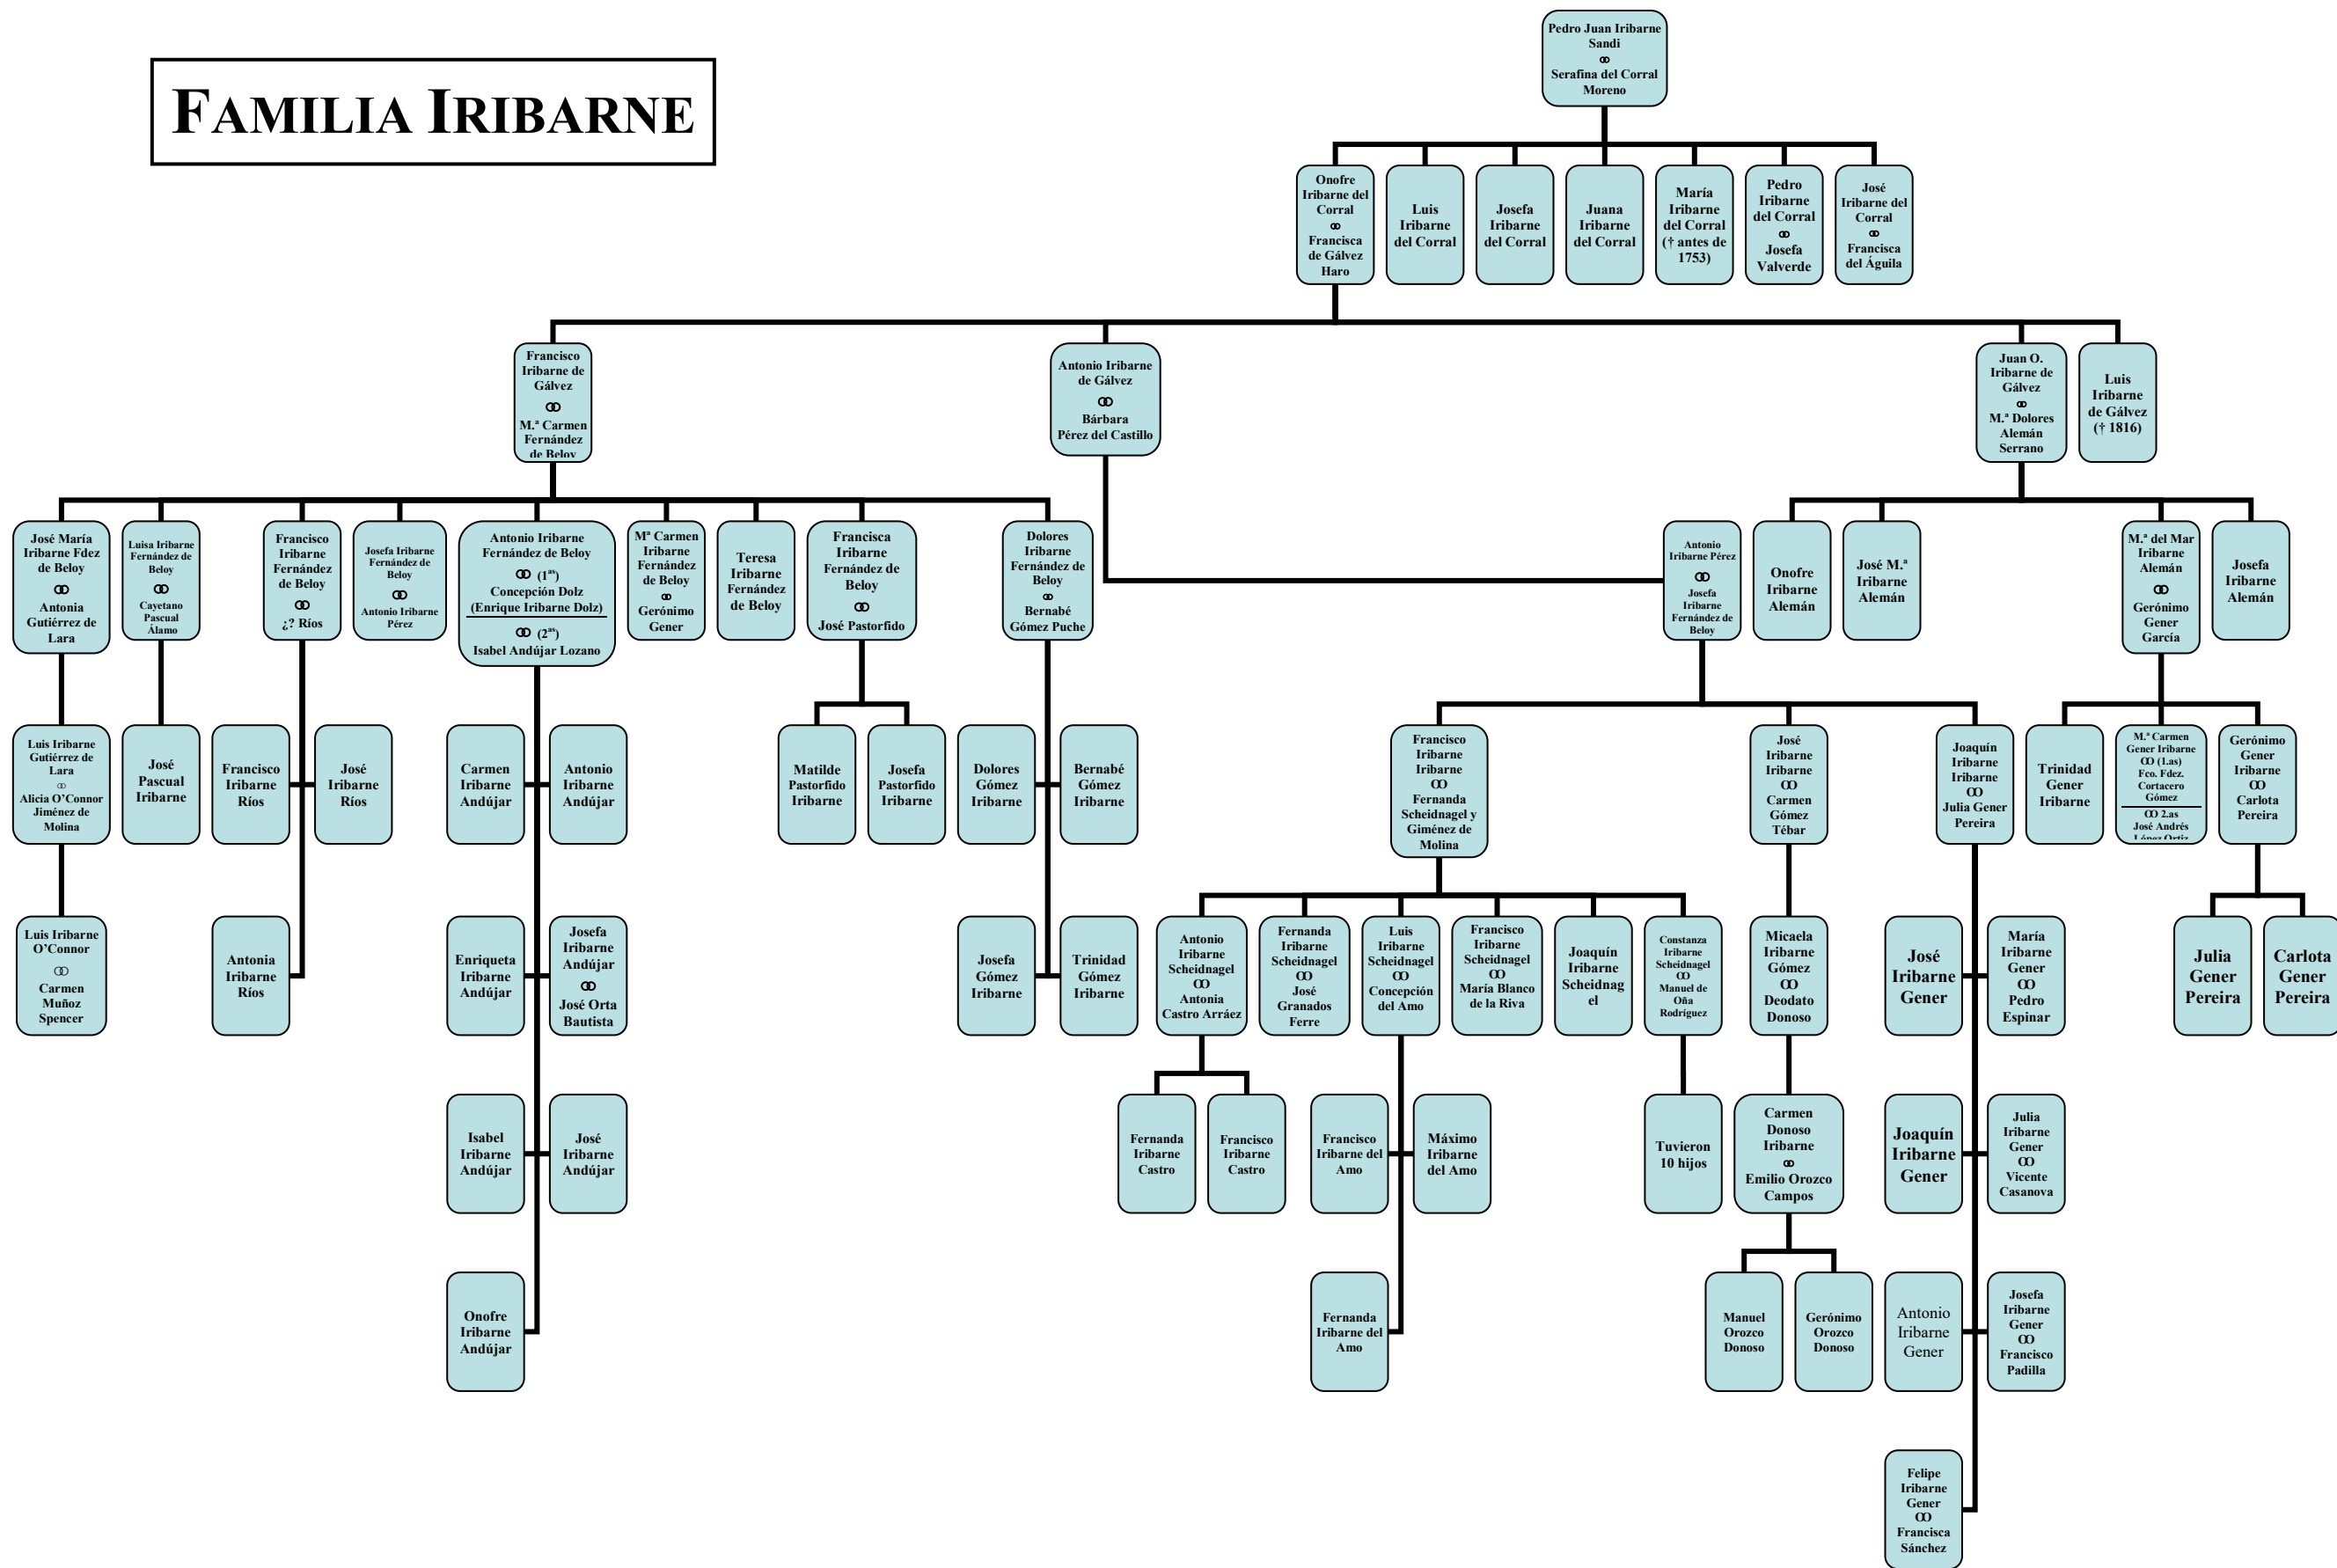 FAMILIA IRIBARNE
Pedro Juan Iribarne
Sandi
ꝏ
Serafina del Corral
Moreno
Onofre
Iribarne del
Corral
ꝏ
Francisca
de Gálvez
Haro
Luis
Iribarne
del Corral
Josefa
Iribarne
del Corral
Juana
Iribarne
del Corral
María
Iribarne
del Corral
(† antes de
1753)
Pedro
Iribarne
del Corral
ꝏ
Josefa
Valverde
José
Iribarne del
Corral
ꝏ
Francisca
del Águila
Francisco
Iribarne de
Gálvez
ꝏ
M.ª Carmen
Fernández
de Beloy
Antonio Iribarne
de Gálvez
ꝏ
Bárbara
Pérez del Castillo
Juan O.
Iribarne de
Gálvez
ꝏ
M.ª Dolores
Alemán
Serrano
Luis
Iribarne
de Gálvez
(† 1816)
José María
Iribarne Fdez
de Beloy
ꝏ
Antonia
Gutiérrez de
Lara
Luisa Iribarne
Fernández de
Beloy
ꝏ
Cayetano
Pascual
Álamo
Francisco
Iribarne
Fernández
de Beloy
ꝏ
¿? Ríos
Josefa Iribarne
Fernández de
Beloy
ꝏ
Antonio Iribarne
Pérez
Antonio Iribarne
Fernández de Beloy
ꝏ (1as)
Concepción Dolz
(Enrique Iribarne Dolz)
ꝏ (2as)
Isabel Andújar Lozano
Mª Carmen
Iribarne
Fernández
de Beloy
ꝏ
Gerónimo
Gener
Teresa
Iribarne
Fernández
de Beloy
Francisca
Iribarne
Fernández de
Beloy
ꝏ
José Pastorfido
Dolores
Iribarne
Fernández de
Beloy
ꝏ
Bernabé
Gómez Puche
Antonio
Iribarne Pérez
ꝏ
Josefa
Iribarne
Fernández de
Beloy
Onofre
Iribarne
Alemán
José M.ª
Iribarne
Alemán
M.ª del Mar
Iribarne
Alemán
ꝏ
Gerónimo
Gener
García
Josefa
Iribarne
Alemán
Luis Iribarne
Gutiérrez de
Lara
ꝏ
Alicia O’Connor
Jiménez de
Molina
José
Pascual
Iribarne
Francisco
Iribarne
Ríos
José
Iribarne
Ríos
Carmen
Iribarne
Andújar
Antonio
Iribarne
Andújar
Matilde
Pastorfido
Iribarne
Josefa
Pastorfido
Iribarne
Dolores
Gómez
Iribarne
Bernabé
Gómez
Iribarne
Francisco
Iribarne
Iribarne
ꝏ
Fernanda
Scheidnagel y
Giménez de
Molina
José
Iribarne
Iribarne
ꝏ
Carmen
Gómez
Tébar
Joaquín
Iribarne
Iribarne
ꝏ
Julia Gener
Pereira
Trinidad
Gener
Iribarne
M.ª Carmen
Gener Iribarne
ꝏ (1.as)
Fco. Fdez.
Cortacero
Gómez
ꝏ 2.as
José Andrés
López Ortiz
Gerónimo
Gener
Iribarne
ꝏ
Carlota
Pereira
Luis Iribarne
O’Connor
ꝏ
Carmen
Muñoz
Spencer
Antonia
Iribarne
Ríos
Enriqueta
Iribarne
Andújar
Josefa
Iribarne
Andújar
ꝏ
José Orta
Bautista
Josefa
Gómez
Iribarne
Trinidad
Gómez
Iribarne
Antonio
Iribarne
Scheidnagel
ꝏ
Antonia
Castro Arráez
Fernanda
Iribarne
Scheidnagel
ꝏ
José
Granados
Ferre
Luis
Iribarne
Scheidnagel
ꝏ
Concepción
del Amo
Francisco
Iribarne
Scheidnagel
ꝏ
María Blanco
de la Riva
Joaquín
Iribarne
Scheidnag
el
Constanza
Iribarne
Scheidnagel
ꝏ
Manuel de
Oña
Rodríguez
Micaela
Iribarne
Gómez
ꝏ
Deodato
Donoso
José
Iribarne
Gener
María
Iribarne
Gener
ꝏ
Pedro
Espinar
Julia
Gener
Pereira
Carlota
Gener
Pereira
Isabel
Iribarne
Andújar
José
Iribarne
Andújar
Fernanda
Iribarne
Castro
Francisco
Iribarne
Castro
Francisco
Iribarne del
Amo
Máximo
Iribarne
del Amo
Tuvieron
10 hijos
Carmen
Donoso
Iribarne
ꝏ
Emilio Orozco
Campos
Joaquín
Iribarne
Gener
Julia
Iribarne
Gener
ꝏ
Vicente
Casanova
Onofre
Iribarne
Andújar
Fernanda
Iribarne del
Amo
Manuel
Orozco
Donoso
Gerónimo
Orozco
Donoso
Antonio
Iribarne
Gener
Josefa
Iribarne
Gener
ꝏ
Francisco
Padilla
Felipe
Iribarne
Gener
ꝏ
Francisca
Sánchez